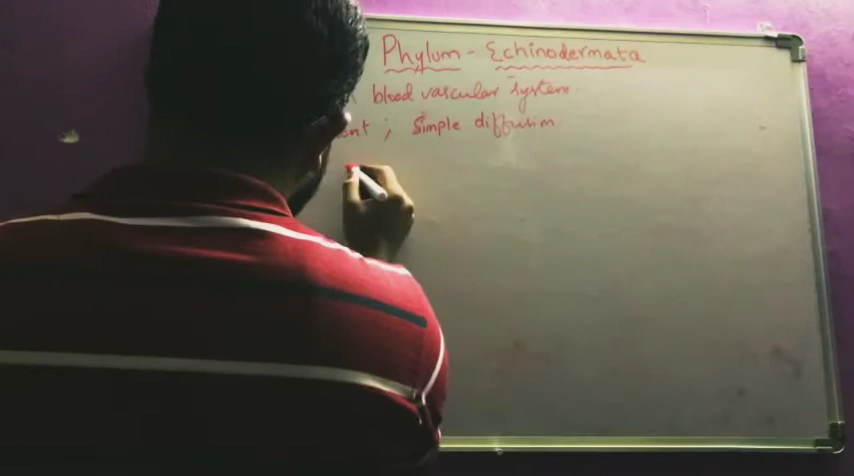 Phylum - Echinodermata
blood vascular system.
; Simple diffusion